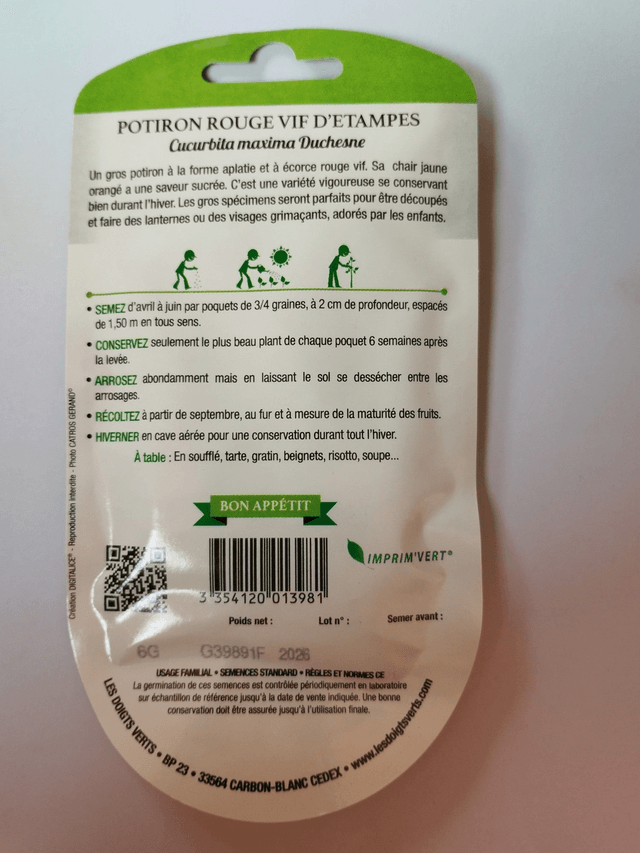 POTIRON ROUGE VIF D'ETAMPES
Cucurbita maxima Duchesne
Un gros potiron à la forme aplatie et à écorce rouge vif. Sa chair jaune
orangé a une saveur sucrée. C'est une variété vigoureuse se conservant
bien durant l'hiver. Les gros spécimens seront parfaits pour être découpés
et faire des lanternes ou des visages grimaçants, adorés par les enfants.
• SEMEZ d'avril à juin par poquets de 3/4 graines, à 2 cm de profondeur, espacés
de 1,50 m en tous sens.
• CONSERVEZ seulement le plus beau plant de chaque poquet 6 semaines après
la levée.
• ARROSEZ abondamment mais en laissant le sol se dessécher entre les
arrosages.
• RÉCOLTEZ à partir de septembre, au fur et à mesure de la maturité des fruits.
• HIVERNER en cave aérée pour une conservation durant tout l'hiver.
À table : En soufflé, tarte, gratin, beignets, risotto, soupe...
Création DIGITALICE® - Reproduction interdite - Photo CATROS GERAND®
BON APPÉTIT
IMPRIM'VERT®
3 354120 013981
Poids net : Lot n° : Semer avant :
6G G39891F 2026
USAGE FAMILIAL • SEMENCES STANDARD • RÈGLES ET NORMES CE
La germination de ces semences est contrôlée périodiquement en laboratoire
sur échantillon de référence jusqu'à la date de vente indiquée. Une bonne
conservation doit être assurée jusqu'à l'utilisation finale.
LES DOIGTS VERTS • BP 23 • 33564 CARBON-BLANC CEDEX • www.lesdoigtsverts.com